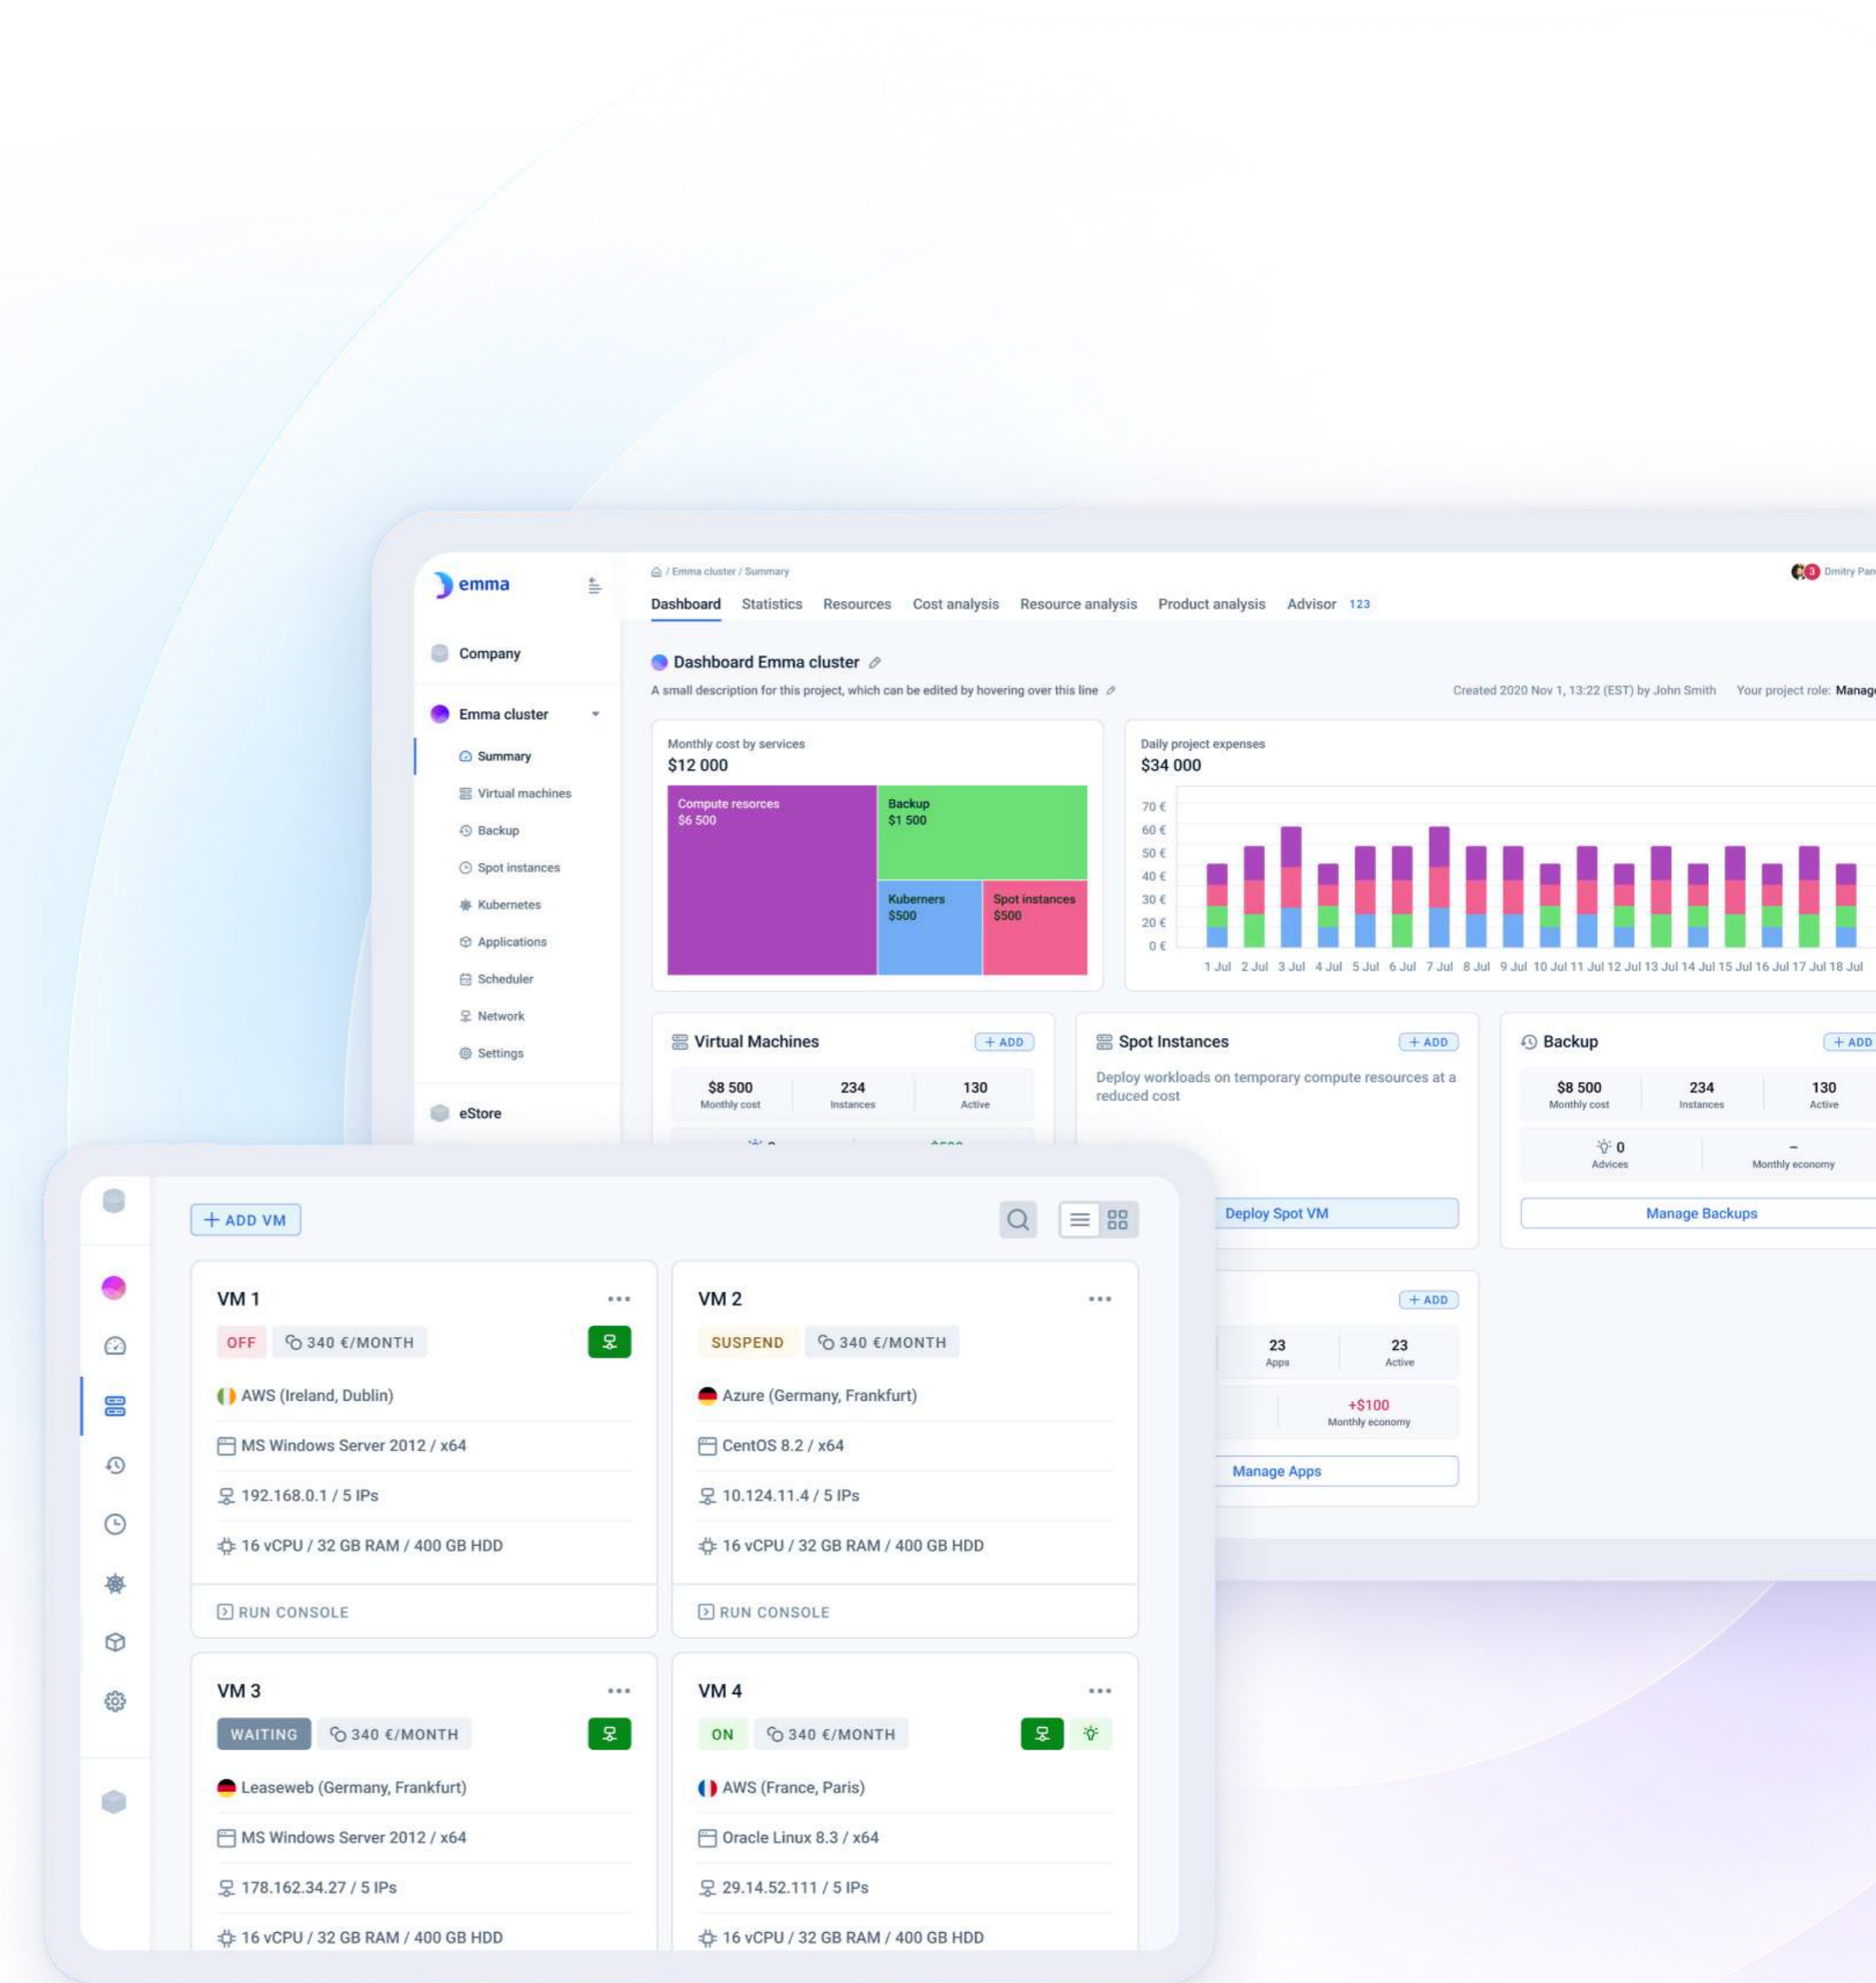 emma
/ Emma cluster / Summary
3 Dmitry Pan
Dashboard Statistics Resources Cost analysis Resource analysis Product analysis Advisor 123
Company
Emma cluster
Summary
Virtual machines
Backup
Spot instances
Kubernetes
Applications
Scheduler
Network
Settings
eStore
Dashboard Emma cluster
A small description for this project, which can be edited by hovering over this line
Created 2020 Nov 1, 13:22 (EST) by John Smith Your project role: Manage
Monthly cost by services
$12 000
Compute resorces
$6 500
Backup
$1 500
Kuberners
$500
Spot instances
$500
Daily project expenses
$34 000
70 €
60 €
50 €
40 €
30 €
20 €
0 €
1 Jul 2 Jul 3 Jul 4 Jul 5 Jul 6 Jul 7 Jul 8 Jul 9 Jul 10 Jul 11 Jul 12 Jul 13 Jul 14 Jul 15 Jul 16 Jul 17 Jul 18 Jul
Virtual Machines + ADD
$8 500 234 130
Monthly cost Instances Active
Spot Instances + ADD
Deploy workloads on temporary compute resources at a
reduced cost
Deploy Spot VM
Backup + ADD
$8 500 234 130
Monthly cost Instances Active
0 –
Advices Monthly economy
Manage Backups
+ ADD
23 23
Apps Active
+$100
Monthly economy
Manage Apps
+ ADD VM
VM 1
OFF 340 €/MONTH
AWS (Ireland, Dublin)
MS Windows Server 2012 / x64
192.168.0.1 / 5 IPs
16 vCPU / 32 GB RAM / 400 GB HDD
RUN CONSOLE
VM 2
SUSPEND 340 €/MONTH
Azure (Germany, Frankfurt)
CentOS 8.2 / x64
10.124.11.4 / 5 IPs
16 vCPU / 32 GB RAM / 400 GB HDD
RUN CONSOLE
VM 3
WAITING 340 €/MONTH
Leaseweb (Germany, Frankfurt)
MS Windows Server 2012 / x64
178.162.34.27 / 5 IPs
16 vCPU / 32 GB RAM / 400 GB HDD
VM 4
ON 340 €/MONTH
AWS (France, Paris)
Oracle Linux 8.3 / x64
29.14.52.111 / 5 IPs
16 vCPU / 32 GB RAM / 400 GB HDD